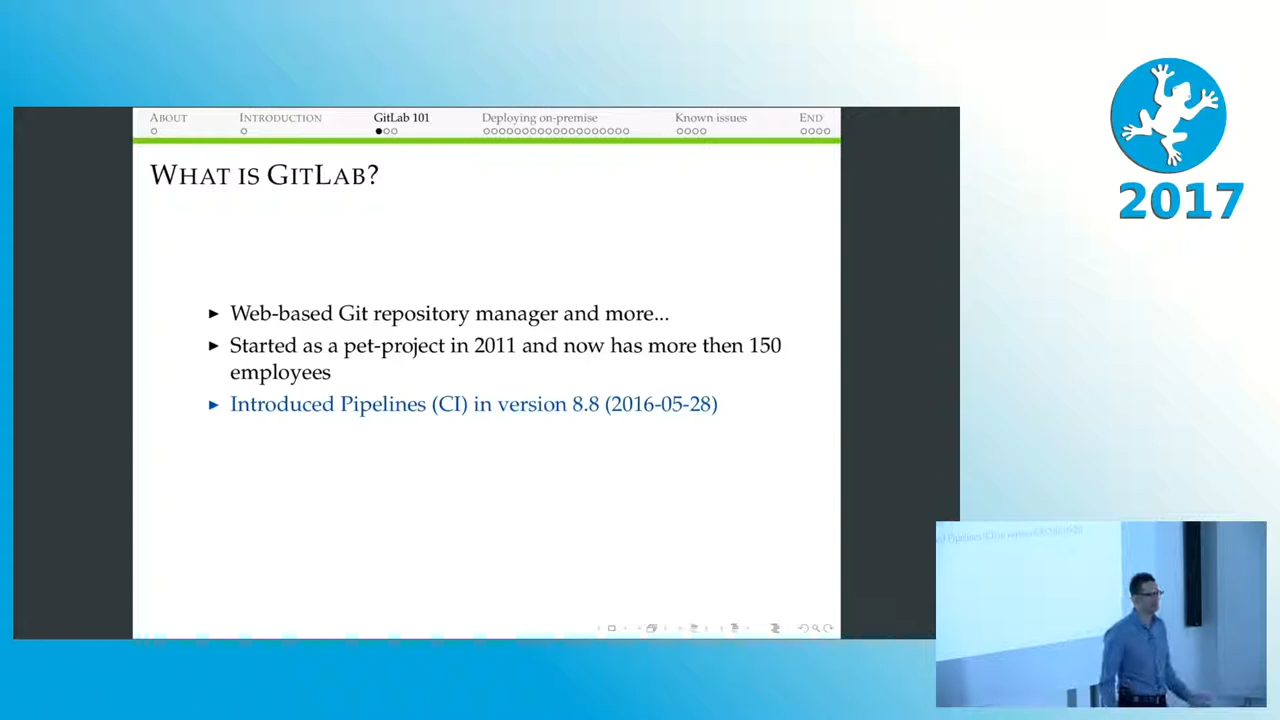 ABOUT
INTRODUCTION
GitLab 101
Deploying on-premise
Known issues
END
WHAT IS GITLAB?
Web-based Git repository manager and more...
Started as a pet-project in 2011 and now has more then 150
employees
Introduced Pipelines (CI) in version 8.8 (2016-05-28)
2017